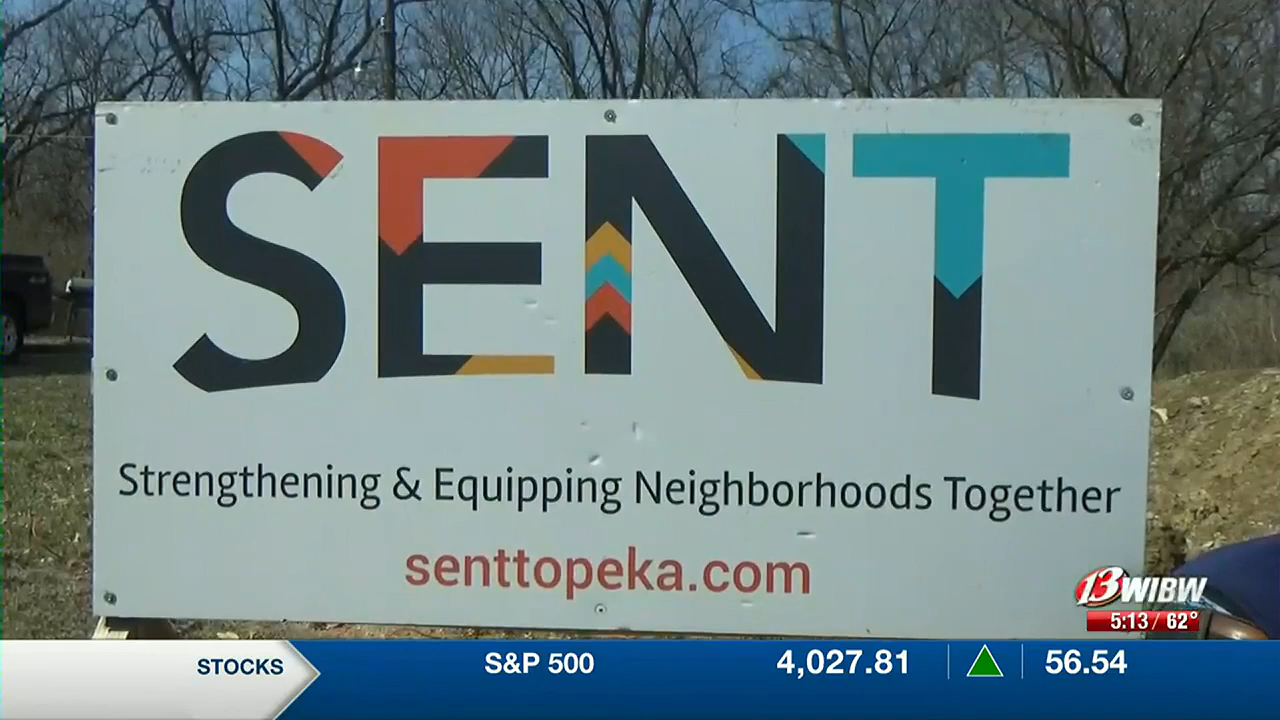 SENT
Strengthening & Equipping Neighborhoods Together
senttopeka.com
13 WIBW
5:13 / 62°
STOCKS S&P 500 4,027.81 56.54